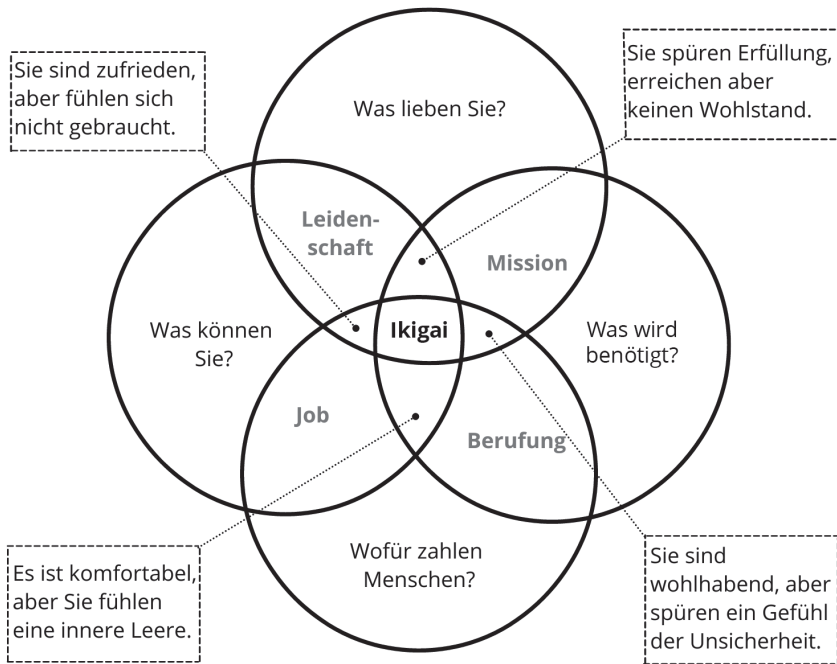 Sie sind zufrieden,
aber fühlen sich
nicht gebraucht.
Was lieben Sie?
Sie spüren Erfüllung,
erreichen aber
keinen Wohlstand.
Leiden-
schaft
Mission
Was können
Sie?
Ikigai
Was wird
benötigt?
Job
Berufung
Wofür zahlen
Menschen?
Es ist komfortabel,
aber Sie fühlen
eine innere Leere.
Sie sind
wohlhabend, aber
spüren ein Gefühl
der Unsicherheit.